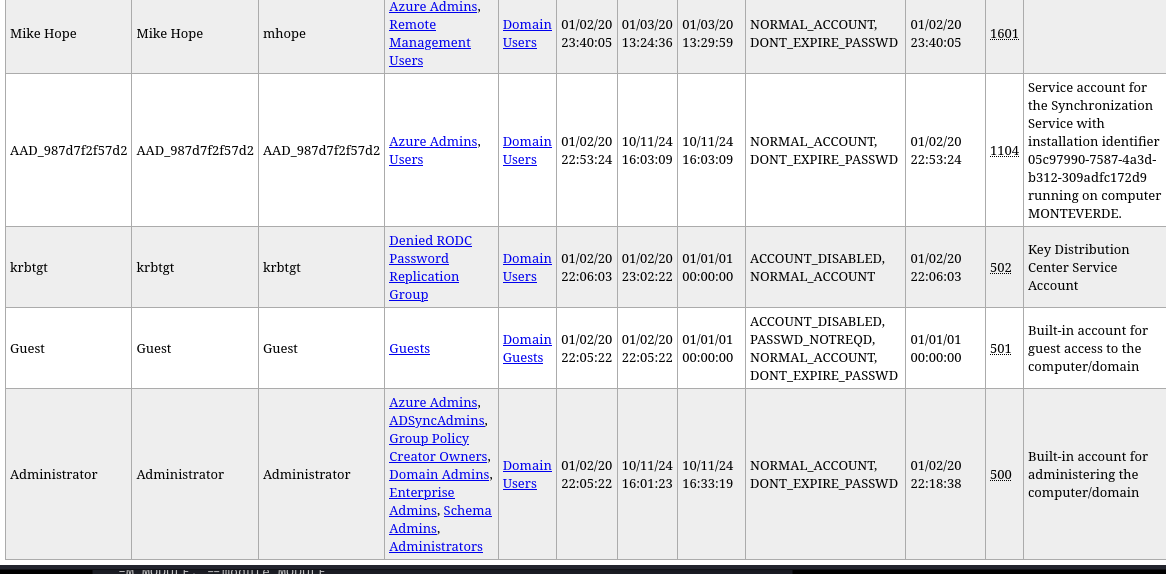 Mike Hope Mike Hope mhope
Azure Admins,
Remote
Management
Users
Domain
Users
01/02/20
23:40:05
01/03/20
13:24:36
01/03/20
13:29:59
NORMAL_ACCOUNT,
DONT_EXPIRE_PASSWD
01/02/20
23:40:05
1601
AAD_987d7f2f57d2 AAD_987d7f2f57d2 AAD_987d7f2f57d2
Azure Admins,
Users
Domain
Users
01/02/20
22:53:24
10/11/24
16:03:09
10/11/24
16:03:09
NORMAL_ACCOUNT,
DONT_EXPIRE_PASSWD
01/02/20
22:53:24
1104
Service account for
the Synchronization
Service with
installation identifier
05c97990-7587-4a3d-
b312-309adfc172d9
running on computer
MONTEVERDE.
krbtgt krbtgt krbtgt
Denied RODC
Password
Replication
Group
Domain
Users
01/02/20
22:06:03
01/02/20
23:02:22
01/01/01
00:00:00
ACCOUNT_DISABLED,
NORMAL_ACCOUNT
01/02/20
22:06:03
502
Key Distribution
Center Service
Account
Guest Guest Guest
Guests
Domain
Guests
01/02/20
22:05:22
01/02/20
22:05:22
01/01/01
00:00:00
ACCOUNT_DISABLED,
PASSWD_NOTREQD,
NORMAL_ACCOUNT,
DONT_EXPIRE_PASSWD
01/01/01
00:00:00
501
Built-in account for
guest access to the
computer/domain
Administrator Administrator Administrator
Azure Admins,
ADSyncAdmins,
Group Policy
Creator Owners,
Domain Admins,
Enterprise
Admins, Schema
Admins,
Administrators
Domain
Users
01/02/20
22:05:22
10/11/24
16:01:23
10/11/24
16:33:19
NORMAL_ACCOUNT,
DONT_EXPIRE_PASSWD
01/02/20
22:18:38
500
Built-in account for
administering the
computer/domain